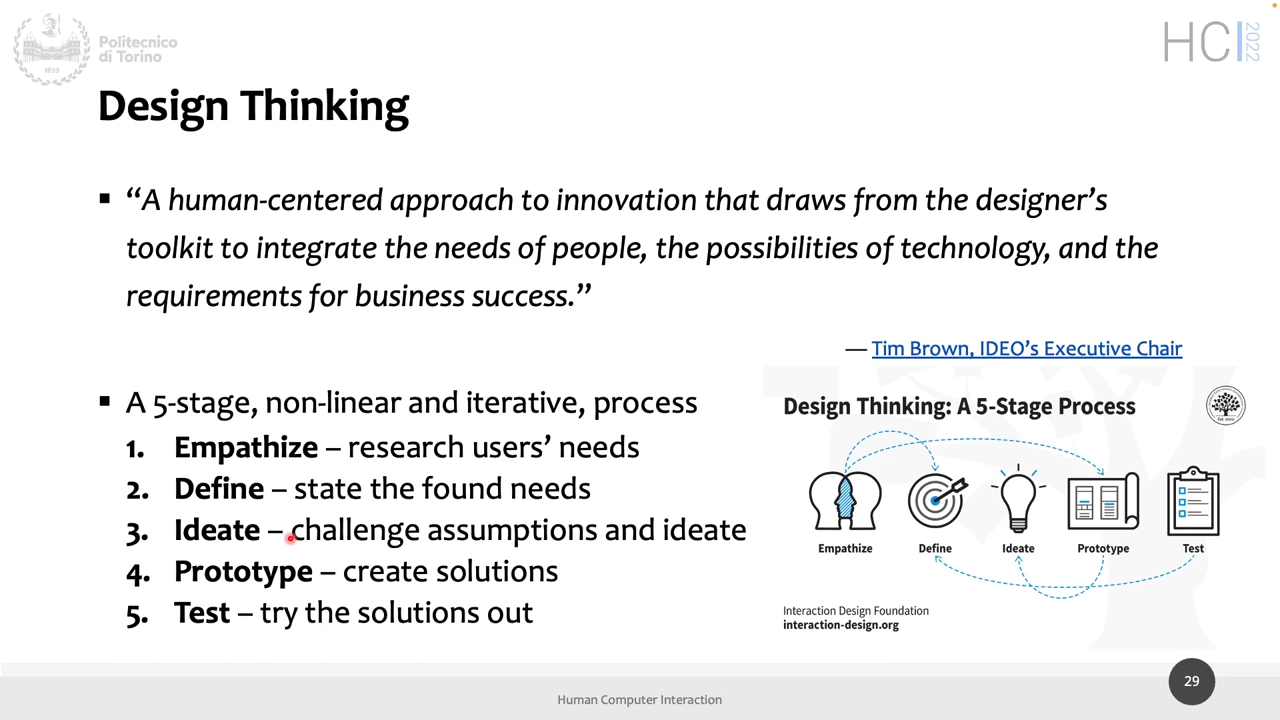 Politecnico
di Torino
1859
HCI 2022
Design Thinking
▪ “A human-centered approach to innovation that draws from the designer’s
toolkit to integrate the needs of people, the possibilities of technology, and the
requirements for business success.”
— Tim Brown, IDEO’s Executive Chair
▪ A 5-stage, non-linear and iterative, process
1. Empathize – research users’ needs
2. Define – state the found needs
3. Ideate – challenge assumptions and ideate
4. Prototype – create solutions
5. Test – try the solutions out
Design Thinking: A 5-Stage Process
Empathize Define Ideate Prototype Test
Interaction Design Foundation
interaction-design.org
Human Computer Interaction
29